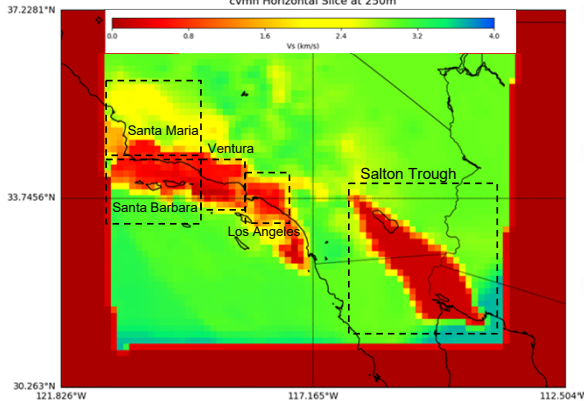 cvmh Horizontal Slice at 250m
37.2281°N
0.0 0.8 1.6 2.4 3.2 4.0
Vs (km/s)
Santa Maria
Ventura
Salton Trough
33.7456°N
Santa Barbara
Los Angeles
30.263°N
121.826°W 117.165°W 112.504°W